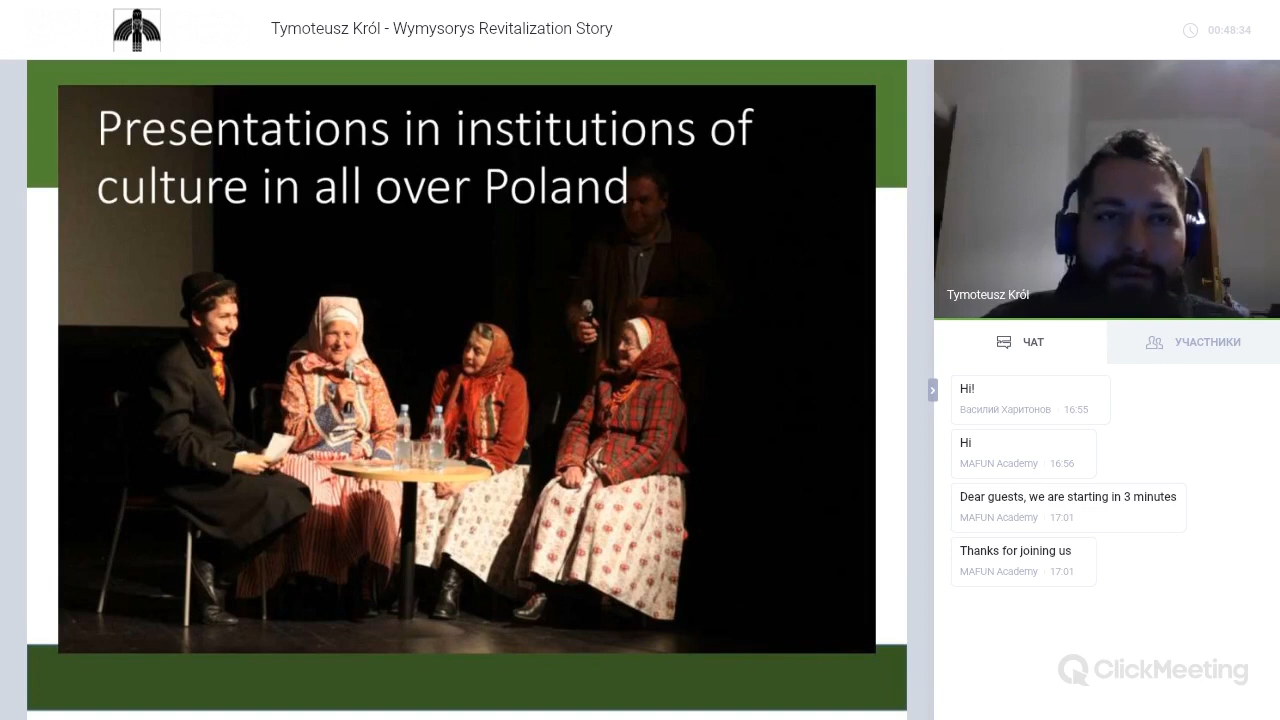 Tymoteusz Król - Wymysorys Revitalization Story
00:48:34
Presentations in institutions of
culture in all over Poland
Tymoteusz Król
ЧАТ
УЧАСТНИКИ
Hi!
Василий Харитонов · 16:55
Hi
MAFUN Academy · 16:56
Dear guests, we are starting in 3 minutes
MAFUN Academy · 17:01
Thanks for joining us
MAFUN Academy · 17:01
ClickMeeting